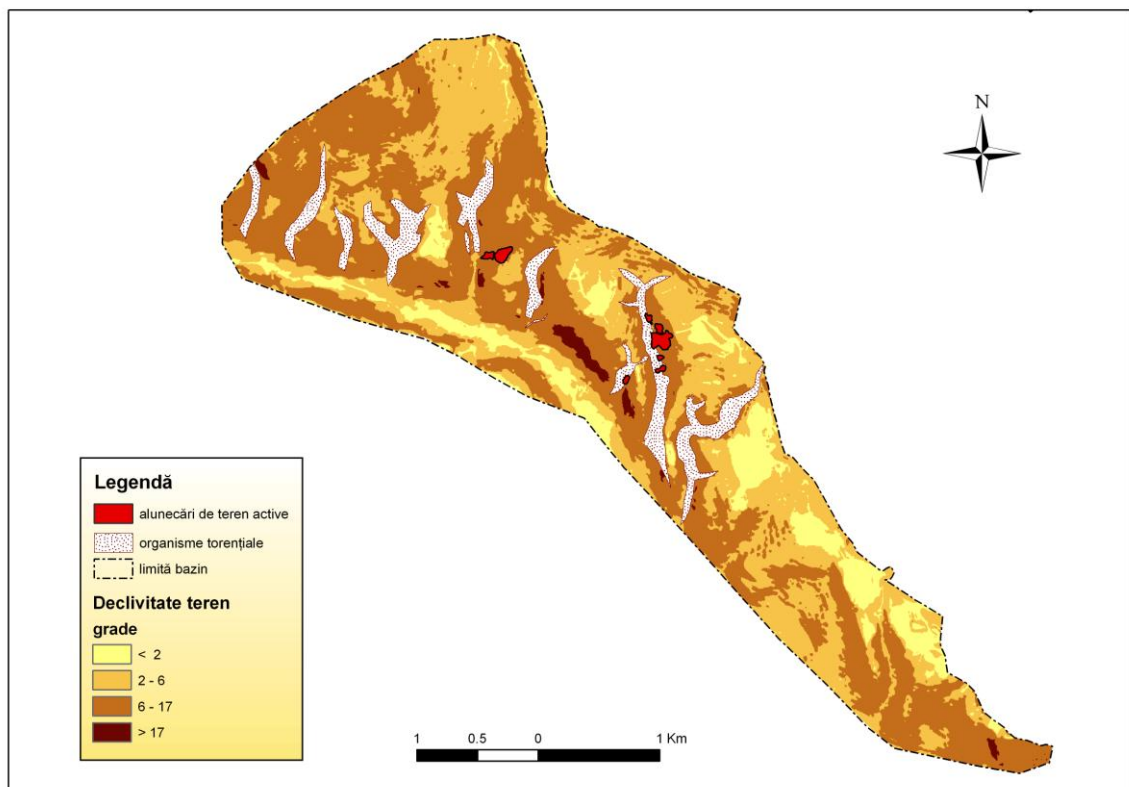 N
Legendă
alunecări de teren active
organisme torențiale
limită bazin
Declivitate teren
grade
< 2
2 - 6
6 - 17
> 17
1 0.5 0 1 Km